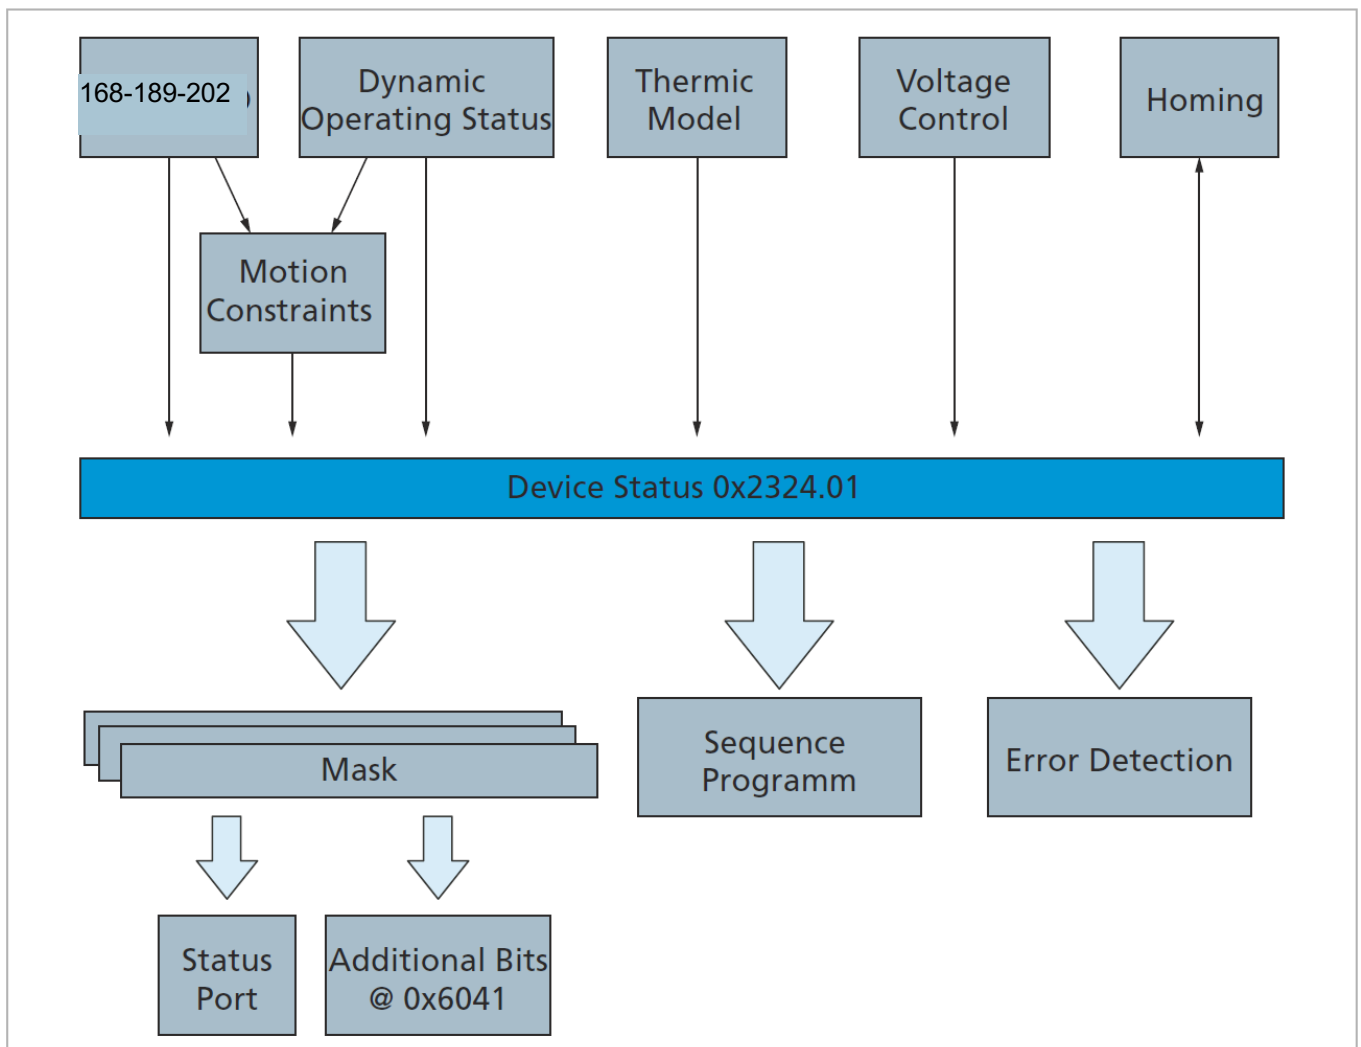 168-189-202
Dynamic
Operating Status
Thermic
Model
Voltage
Control
Homing
Motion
Constraints
Device Status 0x2324.01
Mask
Sequence
Programm
Error Detection
Status
Port
Additional Bits
@ 0x6041